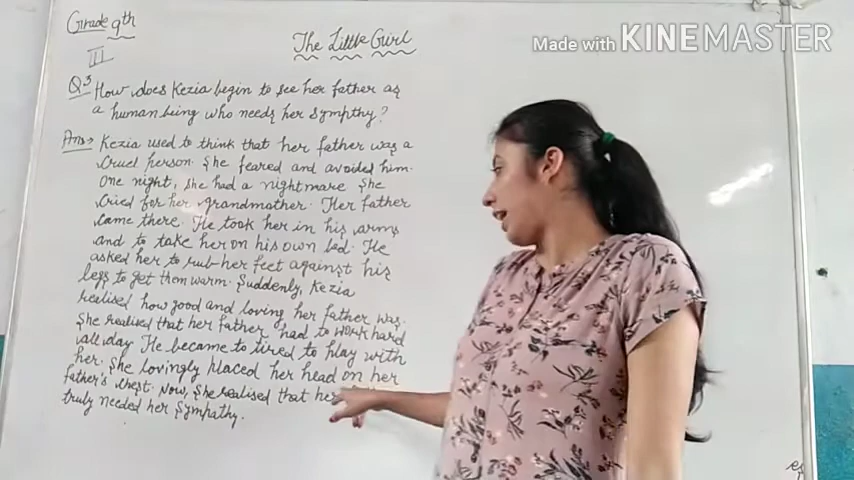 Grade 9th
III
The Little Girl
Made with KINEMASTER
Q3 How does Kezia begin to see her father as
a human being who needs her sympthy?
Ans→ Kezia used to think that her father was a
cruel person. She feared and avoided him.
One night, she had a nightmare She
cried for her grandmother. Her father
came there. He took her in his arms
and to take her on his own bed. He
asked her to rub her feet against his
legs to get them warm. Suddenly, Kezia
realised how good and loving her father was.
She realised that her father had to work hard
all day He became to tired to play with
her. She lovingly placed her head on her
father's chest. Now, She realised that her
truly needed her sympathy.